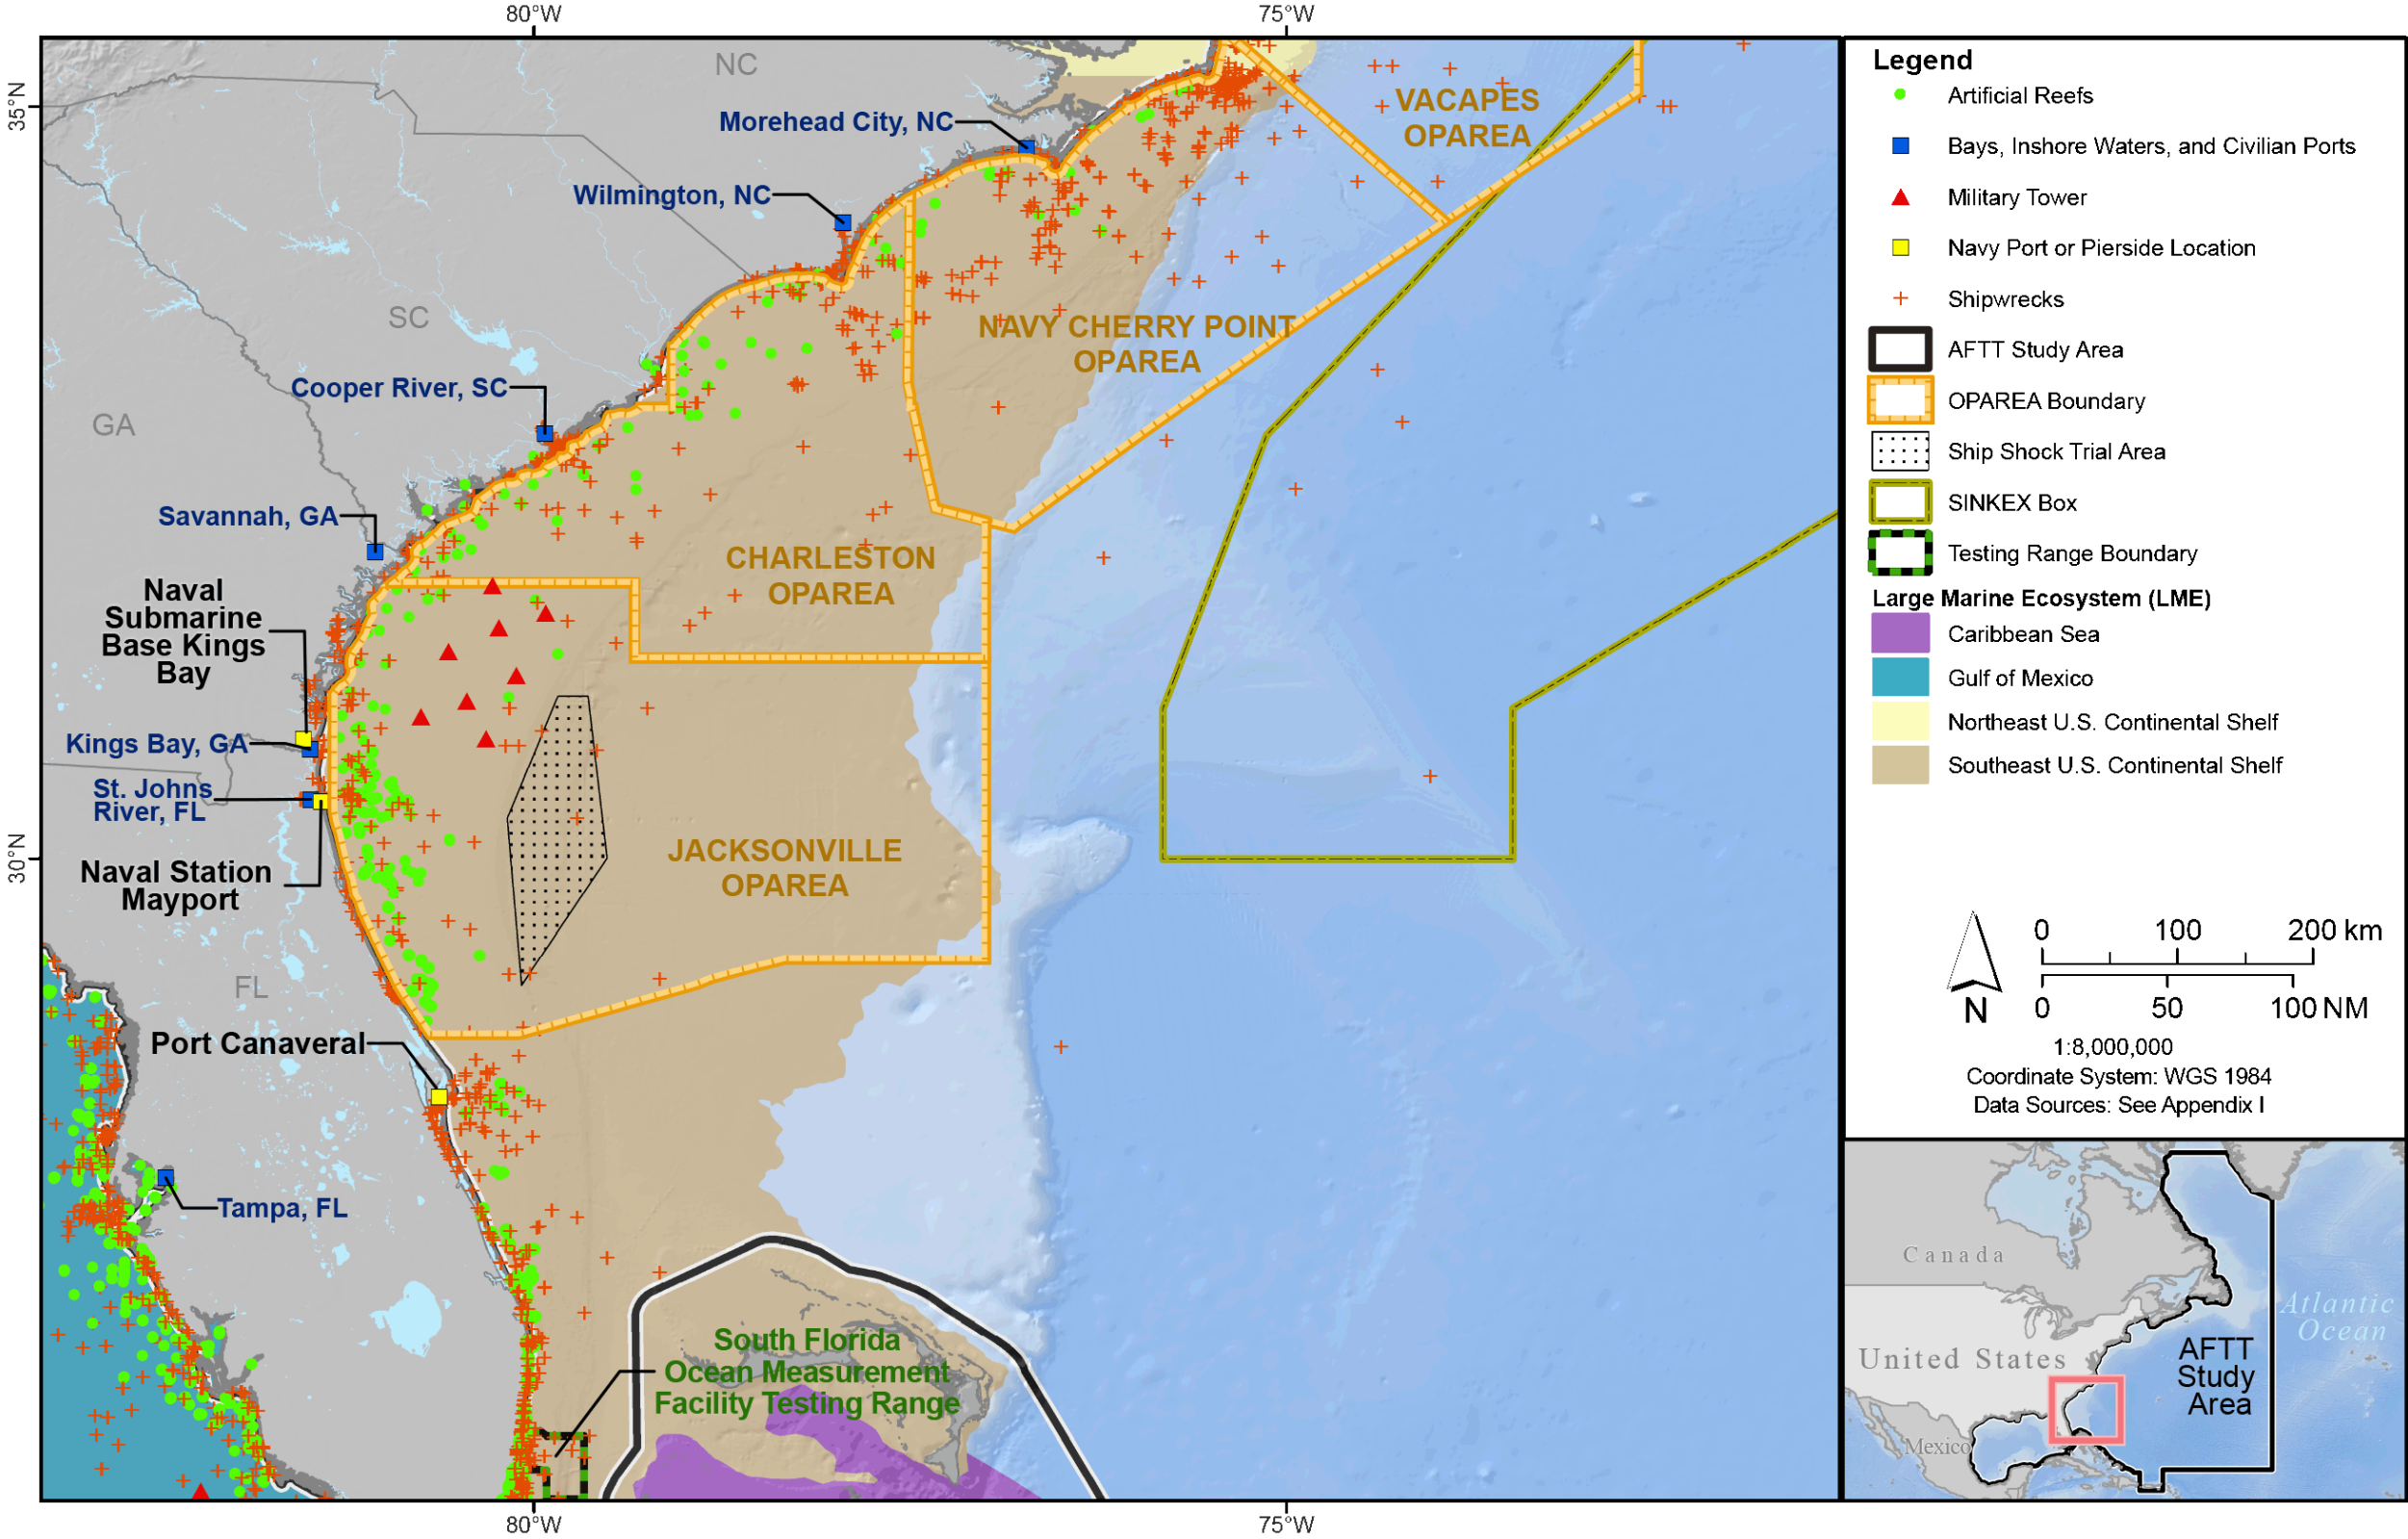 80°W
75°W
35°N
30°N
NC
SC
GA
FL
Morehead City, NC
Wilmington, NC
Cooper River, SC
Savannah, GA
Naval
Submarine
Base Kings
Bay
Kings Bay, GA
St. Johns
River, FL
Naval Station
Mayport
Port Canaveral
Tampa, FL
VACAPES
OPAREA
NAVY CHERRY POINT
OPAREA
CHARLESTON
OPAREA
JACKSONVILLE
OPAREA
South Florida
Ocean Measurement
Facility Testing Range
80°W
75°W
Legend
Artificial Reefs
Bays, Inshore Waters, and Civilian Ports
Military Tower
Navy Port or Pierside Location
Shipwrecks
AFTT Study Area
OPAREA Boundary
Ship Shock Trial Area
SINKEX Box
Testing Range Boundary
Large Marine Ecosystem (LME)
Caribbean Sea
Gulf of Mexico
Northeast U.S. Continental Shelf
Southeast U.S. Continental Shelf
0 100 200 km
0 50 100 NM
N
1:8,000,000
Coordinate System: WGS 1984
Data Sources: See Appendix I
Canada
United States
Mexico
Atlantic
Ocean
AFTT
Study
Area